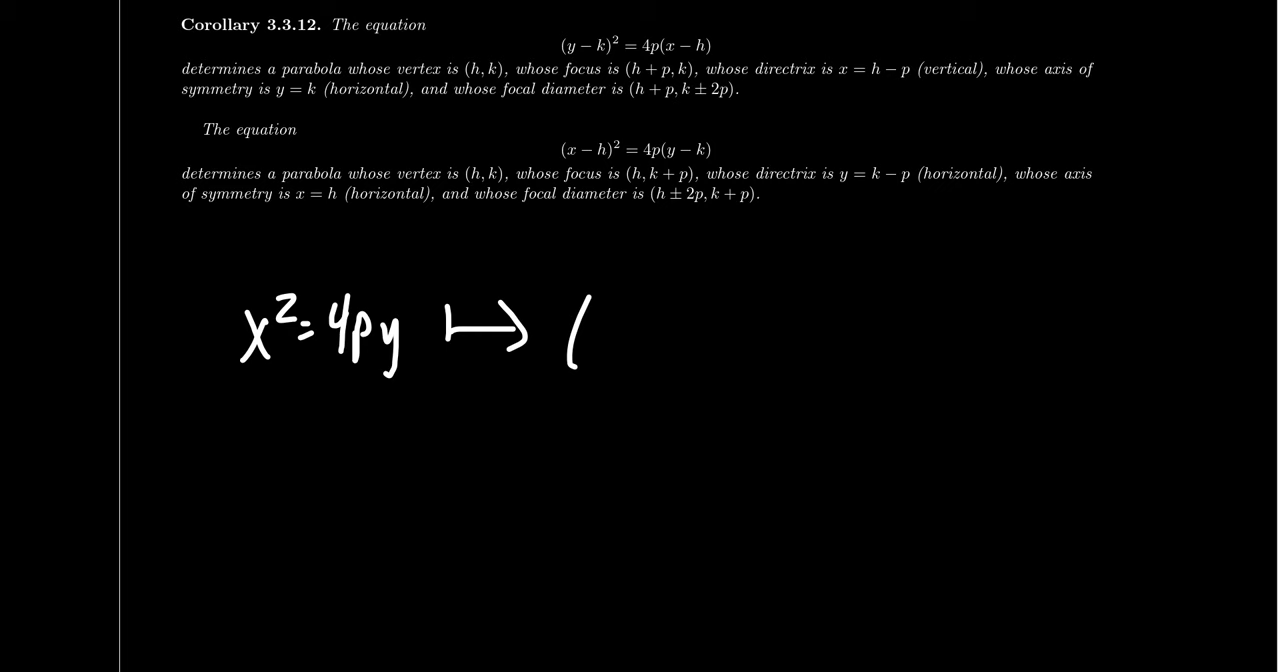 Corollary 3.3.12. The equation
(y − k)² = 4p(x − h)
determines a parabola whose vertex is (h, k), whose focus is (h + p, k), whose directrix is x = h − p (vertical), whose axis of
symmetry is y = k (horizontal), and whose focal diameter is (h + p, k ± 2p).
The equation
(x − h)² = 4p(y − k)
determines a parabola whose vertex is (h, k), whose focus is (h, k + p), whose directrix is y = k − p (horizontal), whose axis
of symmetry is x = h (horizontal), and whose focal diameter is (h ± 2p, k + p).
x² = 4py ↦ (